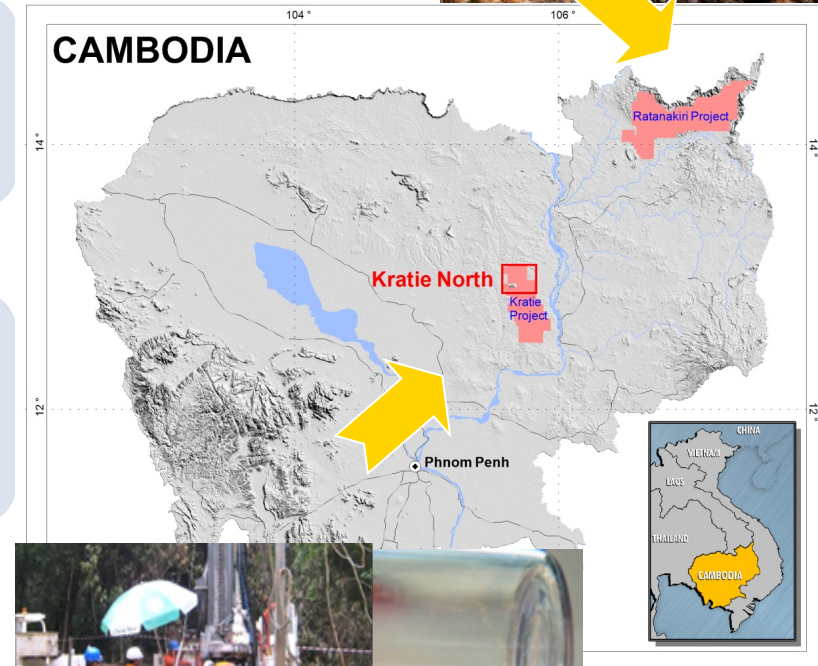 104 °
106 °
CAMBODIA
Ratanakiri Project
14 °
14 °
Kratie North
Kratie
Project
12 °
Phnom Penh
CHINA
VIETNAM
LAOS
THAILAND
CAMBODIA